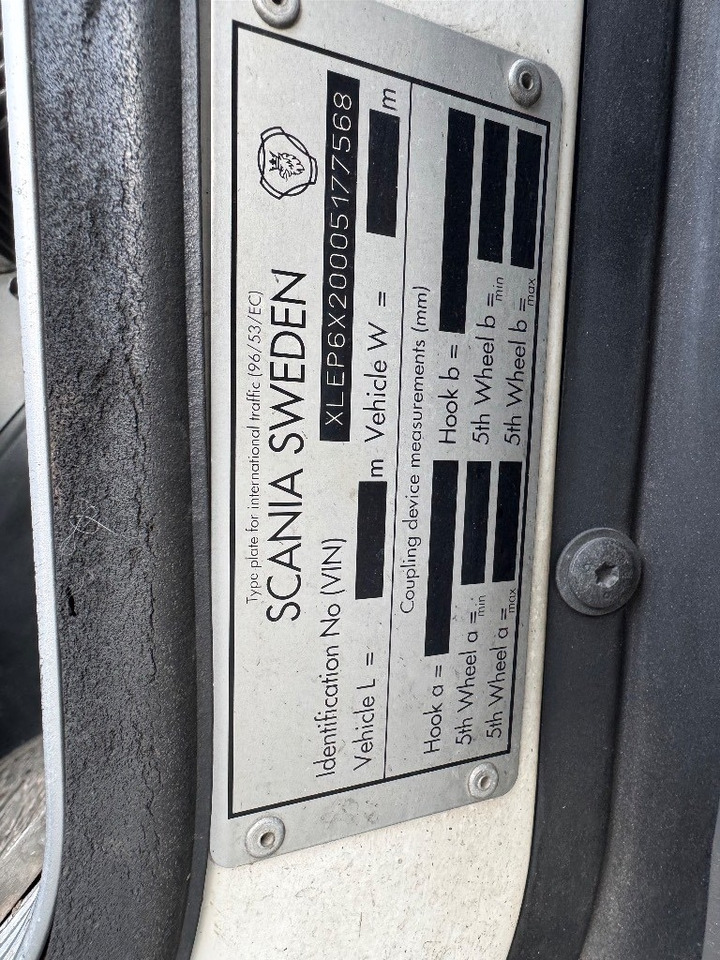 Type plate for international traffic (96/53/EC)
SCANIA SWEDEN
Identification No (VIN) XLEP6X20005177568
Vehicle L = m Vehicle W = m
Coupling device measurements (mm)
Hook a = Hook b =
5th Wheel a = min 5th Wheel b = min
5th Wheel a = max 5th Wheel b = max